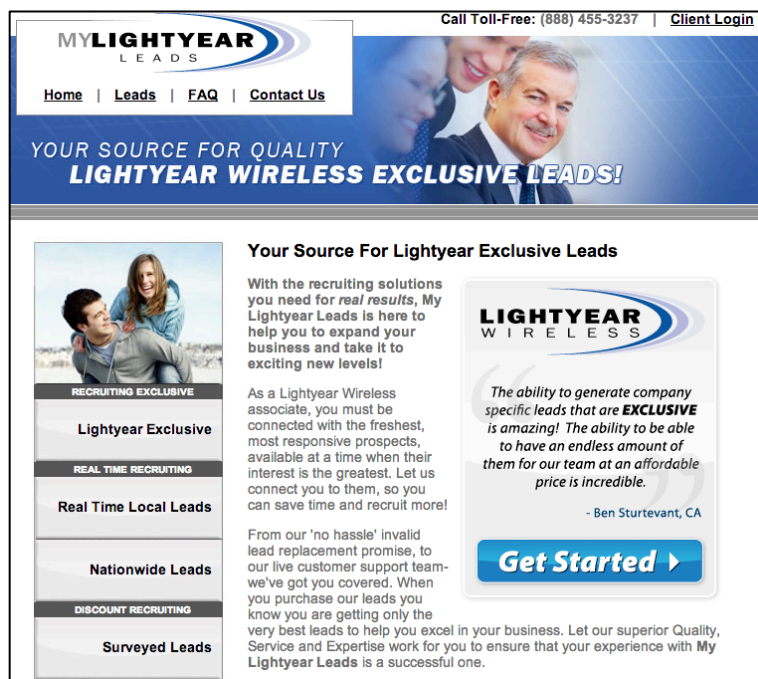 Call Toll-Free: (888) 455-3237 | Client Login
MYLIGHTYEAR
LEADS
Home | Leads | FAQ | Contact Us
YOUR SOURCE FOR QUALITY
LIGHTYEAR WIRELESS EXCLUSIVE LEADS!
RECRUITING EXCLUSIVE
Lightyear Exclusive
REAL TIME RECRUITING
Real Time Local Leads
Nationwide Leads
DISCOUNT RECRUITING
Surveyed Leads
Your Source For Lightyear Exclusive Leads
With the recruiting solutions
you need for real results, My
Lightyear Leads is here to
help you to expand your
business and take it to
exciting new levels!
As a Lightyear Wireless
associate, you must be
connected with the freshest,
most responsive prospects,
available at a time when their
interest is the greatest. Let us
connect you to them, so you
can save time and recruit more!
From our 'no hassle' invalid
lead replacement promise, to
our live customer support team-
we've got you covered. When
you purchase our leads you
know you are getting only the
very best leads to help you excel in your business. Let our superior Quality,
Service and Expertise work for you to ensure that your experience with My
Lightyear Leads is a successful one.
LIGHTYEAR
WIRELESS
“
The ability to generate company
specific leads that are EXCLUSIVE
is amazing! The ability to be able
to have an endless amount of
them for our team at an affordable
price is incredible.
”
- Ben Sturtevant, CA
Get Started